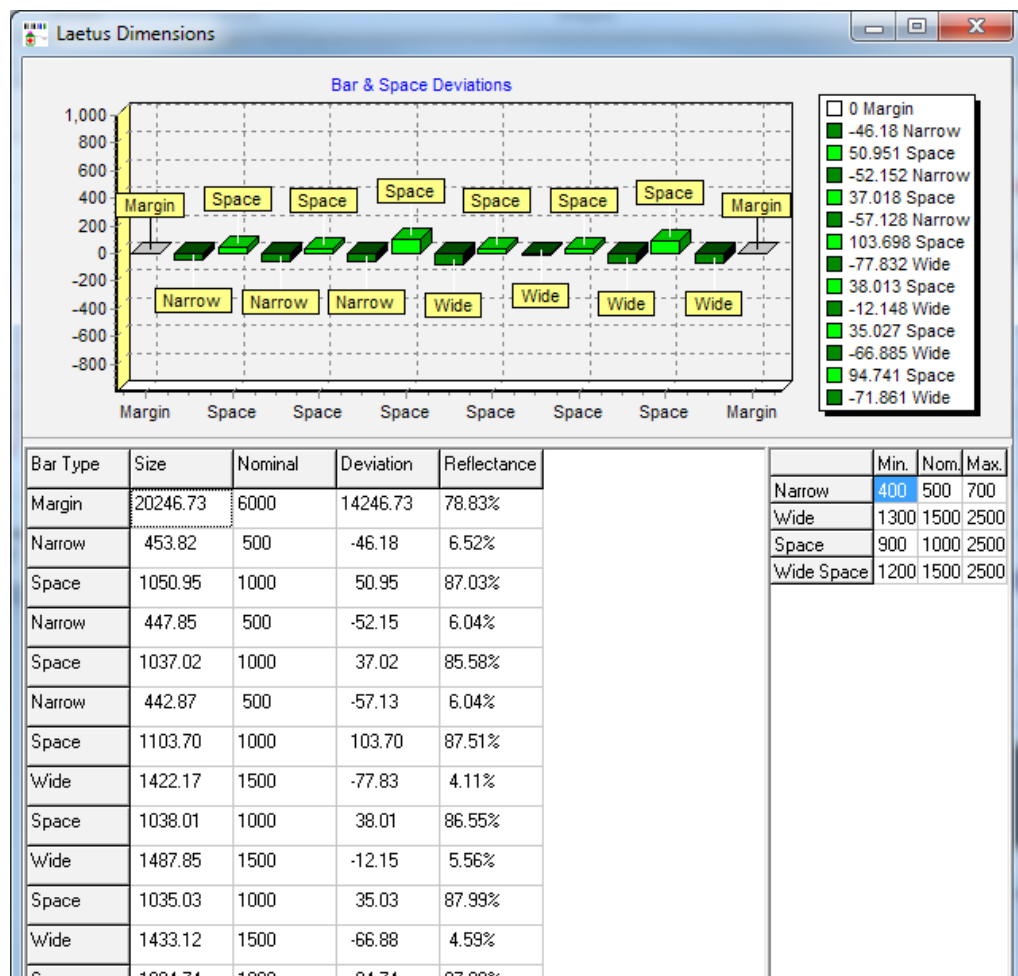 Laetus Dimensions
Bar & Space Deviations
1,000
800
600
400
200
0
-200
-400
-600
-800
Margin Space Space Space Space Space Space Margin
Narrow Narrow Narrow Wide Wide Wide Wide
Margin Space Space Space Space Space Space Margin
0 Margin
-46.18 Narrow
50.951 Space
-52.152 Narrow
37.018 Space
-57.128 Narrow
103.698 Space
-77.832 Wide
38.013 Space
-12.148 Wide
35.027 Space
-66.885 Wide
94.741 Space
-71.861 Wide
Bar Type Size Nominal Deviation Reflectance
Margin 20246.73 6000 14246.73 78.83%
Narrow 453.82 500 -46.18 6.52%
Space 1050.95 1000 50.95 87.03%
Narrow 447.85 500 -52.15 6.04%
Space 1037.02 1000 37.02 85.58%
Narrow 442.87 500 -57.13 6.04%
Space 1103.70 1000 103.70 87.51%
Wide 1422.17 1500 -77.83 4.11%
Space 1038.01 1000 38.01 86.55%
Wide 1487.85 1500 -12.15 5.56%
Space 1035.03 1000 35.03 87.99%
Wide 1433.12 1500 -66.88 4.59%
Min. Nom. Max.
Narrow 400 500 700
Wide 1300 1500 2500
Space 900 1000 2500
Wide Space 1200 1500 2500